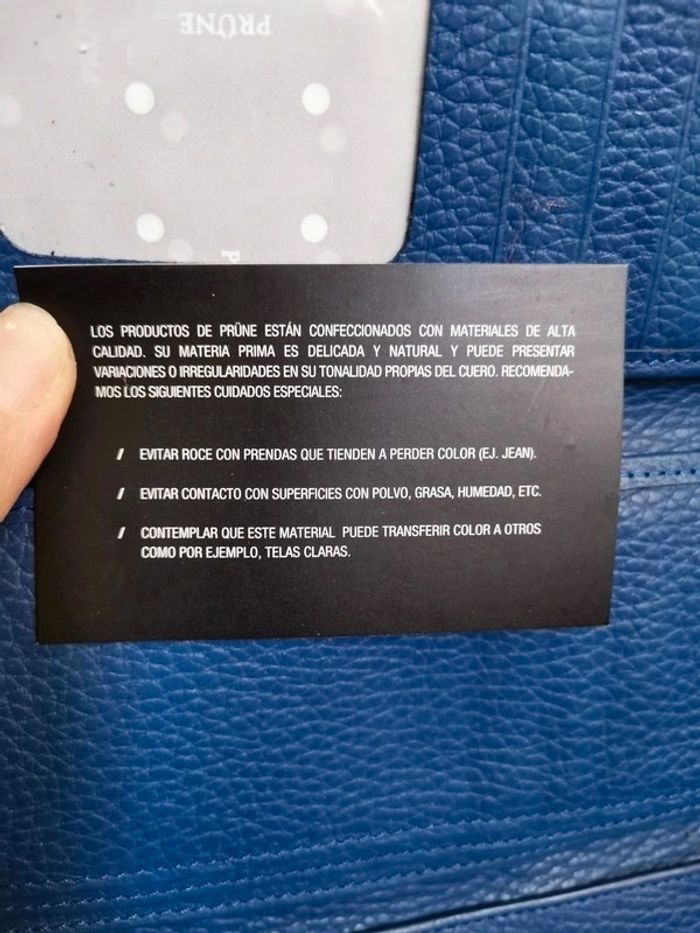 PRÜNE
LOS PRODUCTOS DE PRÜNE ESTÁN CONFECCIONADOS CON MATERIALES DE ALTA
CALIDAD. SU MATERIA PRIMA ES DELICADA Y NATURAL Y PUEDE PRESENTAR
VARIACIONES O IRREGULARIDADES EN SU TONALIDAD PROPIAS DEL CUERO. RECOMENDA-
MOS LOS SIGUIENTES CUIDADOS ESPECIALES:
/ EVITAR ROCE CON PRENDAS QUE TIENDEN A PERDER COLOR (EJ. JEAN).
/ EVITAR CONTACTO CON SUPERFICIES CON POLVO, GRASA, HUMEDAD, ETC.
/ CONTEMPLAR QUE ESTE MATERIAL PUEDE TRANSFERIR COLOR A OTROS
COMO POR EJEMPLO, TELAS CLARAS.